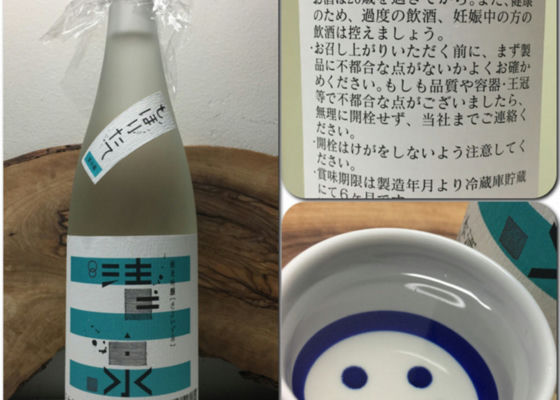 しぼりたて
お酒は20歳を過ぎてから。また、健康
のため、過度の飲酒、妊娠中の方の
飲酒は控えましょう。
・お召し上がりいただく前に、まず製
品に不都合な点がないかよくお確か
めください。もしも品質や容器・王冠
等で不都合な点がございましたら、
無理に開栓せず、当社までご連絡く
ださい。
・開栓はけがをしないよう注意してく
ださい。
・賞味期限は製造年月より冷蔵庫貯蔵
にて6ヶ月です